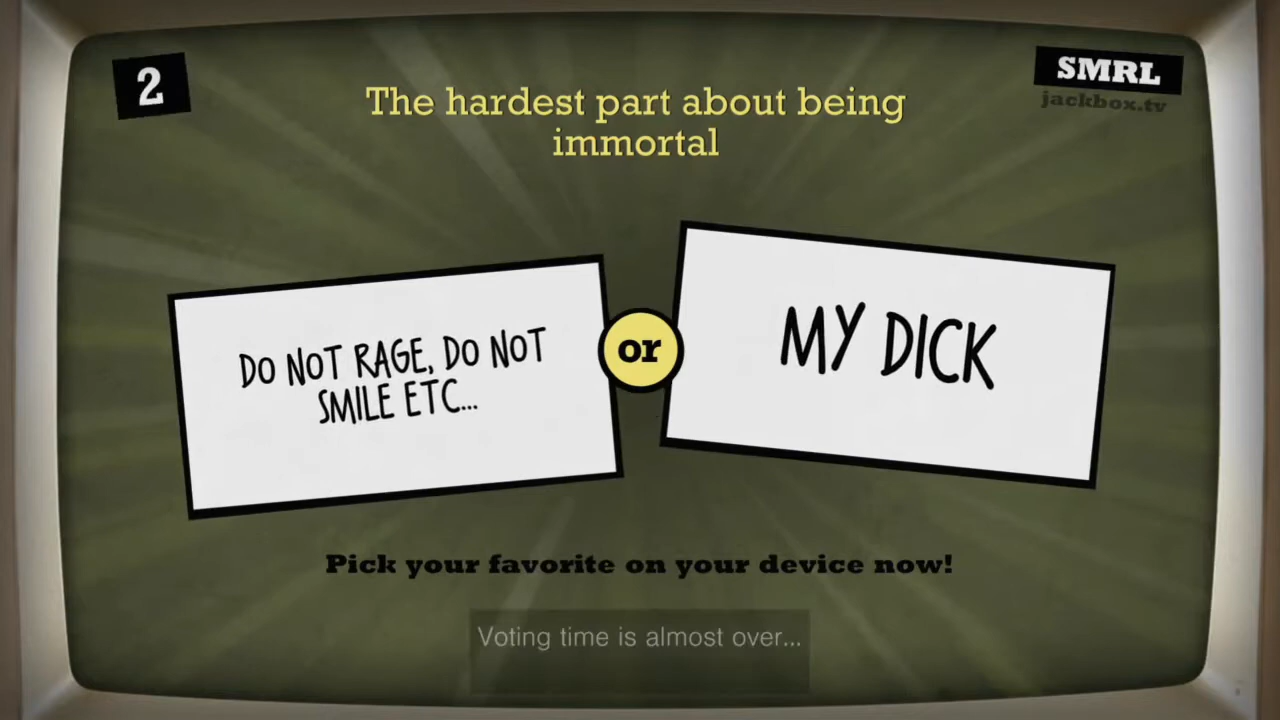 2
SMRL
jackbox.tv
The hardest part about being
immortal
DO NOT RAGE, DO NOT
SMILE ETC...
or
MY DICK
Pick your favorite on your device now!
Voting time is almost over...